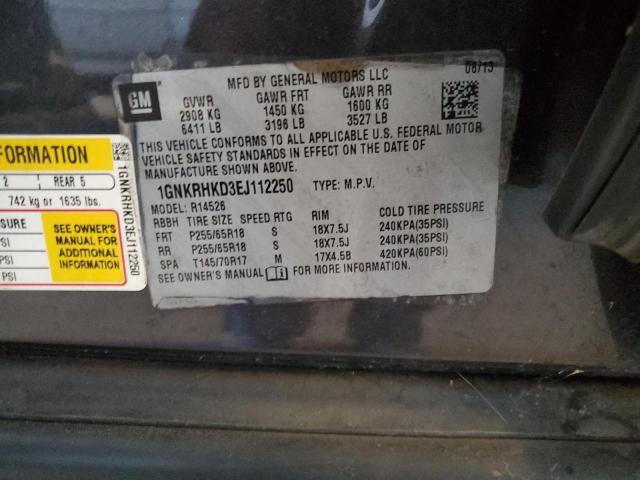 GM
MFD BY GENERAL MOTORS LLC
08/13
GVWR GAWR FRT GAWR RR
2908 KG 1450 KG 1600 KG
6411 LB 3196 LB 3527 LB
THIS VEHICLE CONFORMS TO ALL APPLICABLE U.S. FEDERAL MOTOR
VEHICLE SAFETY STANDARDS IN EFFECT ON THE DATE OF
MANUFACTURE SHOWN ABOVE.
1GNKRHKD3EJ112250 TYPE: M.P.V.
MODEL: R14526
RBBH TIRE SIZE SPEED RTG RIM COLD TIRE PRESSURE
FRT P255/65R18 S 18X7.5J 240KPA(35PSI)
RR P255/65R18 S 18X7.5J 240KPA(35PSI)
SPA T145/70R17 M 17X4.5B 420KPA(60PSI)
SEE OWNER'S MANUAL FOR MORE INFORMATION.
FORMATION
2 REAR 5
742 kg or 1635 lbs.
SURE
PSI
PSI
PSI
SEE OWNER'S
MANUAL FOR
ADDITIONAL
INFORMATION
1GNKRHKD3EJ112250